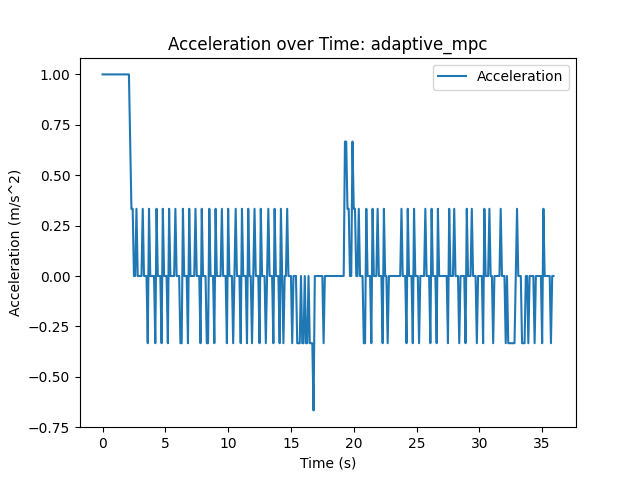 Acceleration over Time: adaptive_mpc
Acceleration
1.00
0.75
0.50
0.25
0.00
−0.25
−0.50
−0.75
Acceleration (m/s^2)
0 5 10 15 20 25 30 35
Time (s)